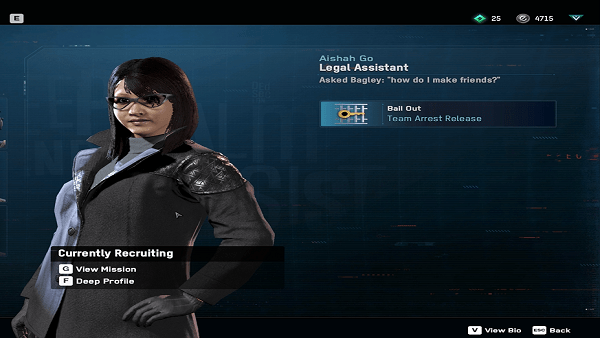 E
25
4715
Aishah Go
Legal Assistant
Asked Bagley: "how do I make friends?"
Bail Out
Team Arrest Release
Currently Recruiting
G View Mission
F Deep Profile
V View Bio
ESC Back